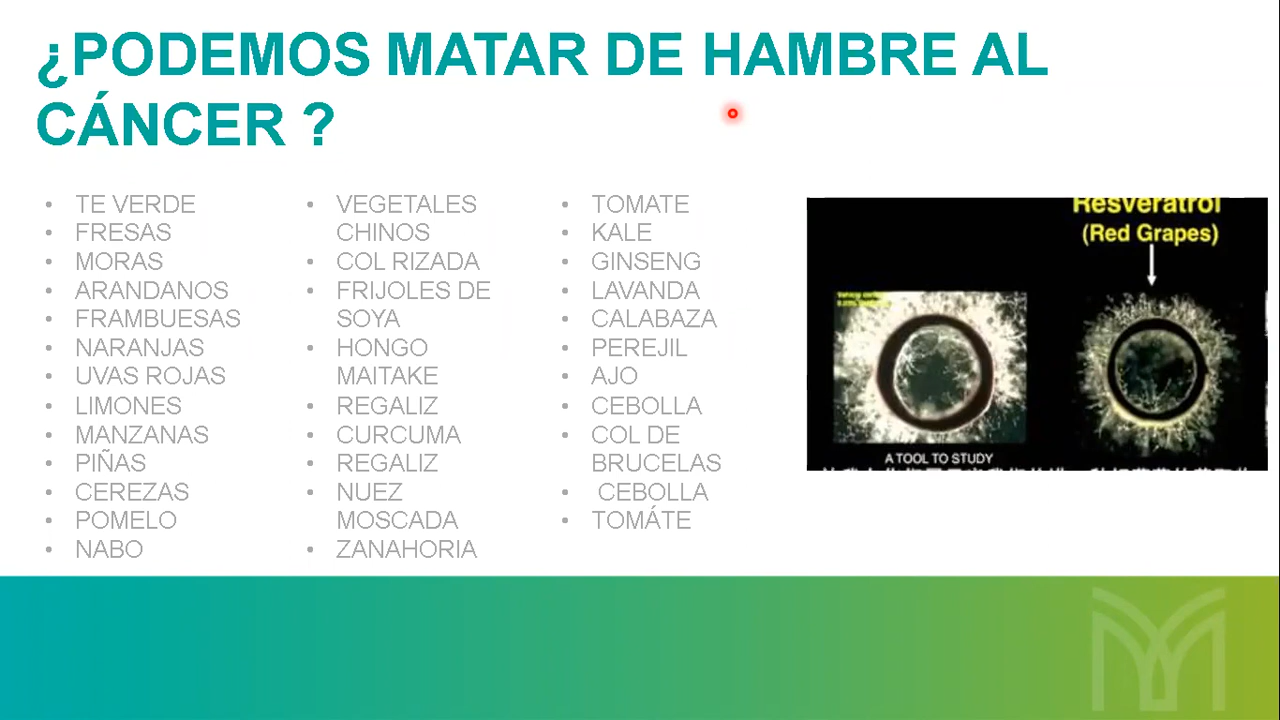 ¿PODEMOS MATAR DE HAMBRE AL
CÁNCER ?
• TE VERDE
• FRESAS
• MORAS
• ARANDANOS
• FRAMBUESAS
• NARANJAS
• UVAS ROJAS
• LIMONES
• MANZANAS
• PIÑAS
• CEREZAS
• POMELO
• NABO
• VEGETALES
CHINOS
• COL RIZADA
• FRIJOLES DE
SOYA
• HONGO
MAITAKE
• REGALIZ
• CURCUMA
• REGALIZ
• NUEZ
MOSCADA
• ZANAHORIA
• TOMATE
• KALE
• GINSENG
• LAVANDA
• CALABAZA
• PEREJIL
• AJO
• CEBOLLA
• COL DE
BRUCELAS
• CEBOLLA
• TOMÁTE
Resveratrol
(Red Grapes)
A TOOL TO STUDY